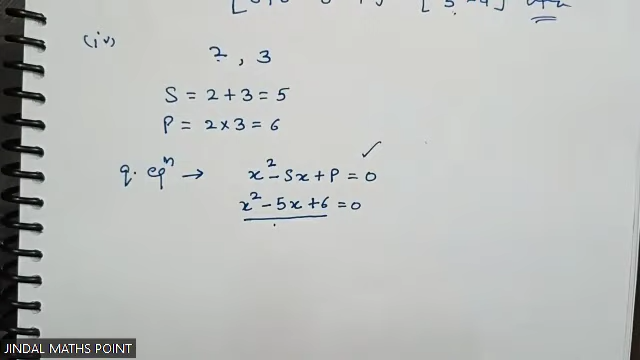 (iv)
2, 3
S = 2 + 3 = 5
P = 2 × 3 = 6
q. eqⁿ → x² - Sx + P = 0
x² - 5x + 6 = 0
JINDAL MATHS POINT